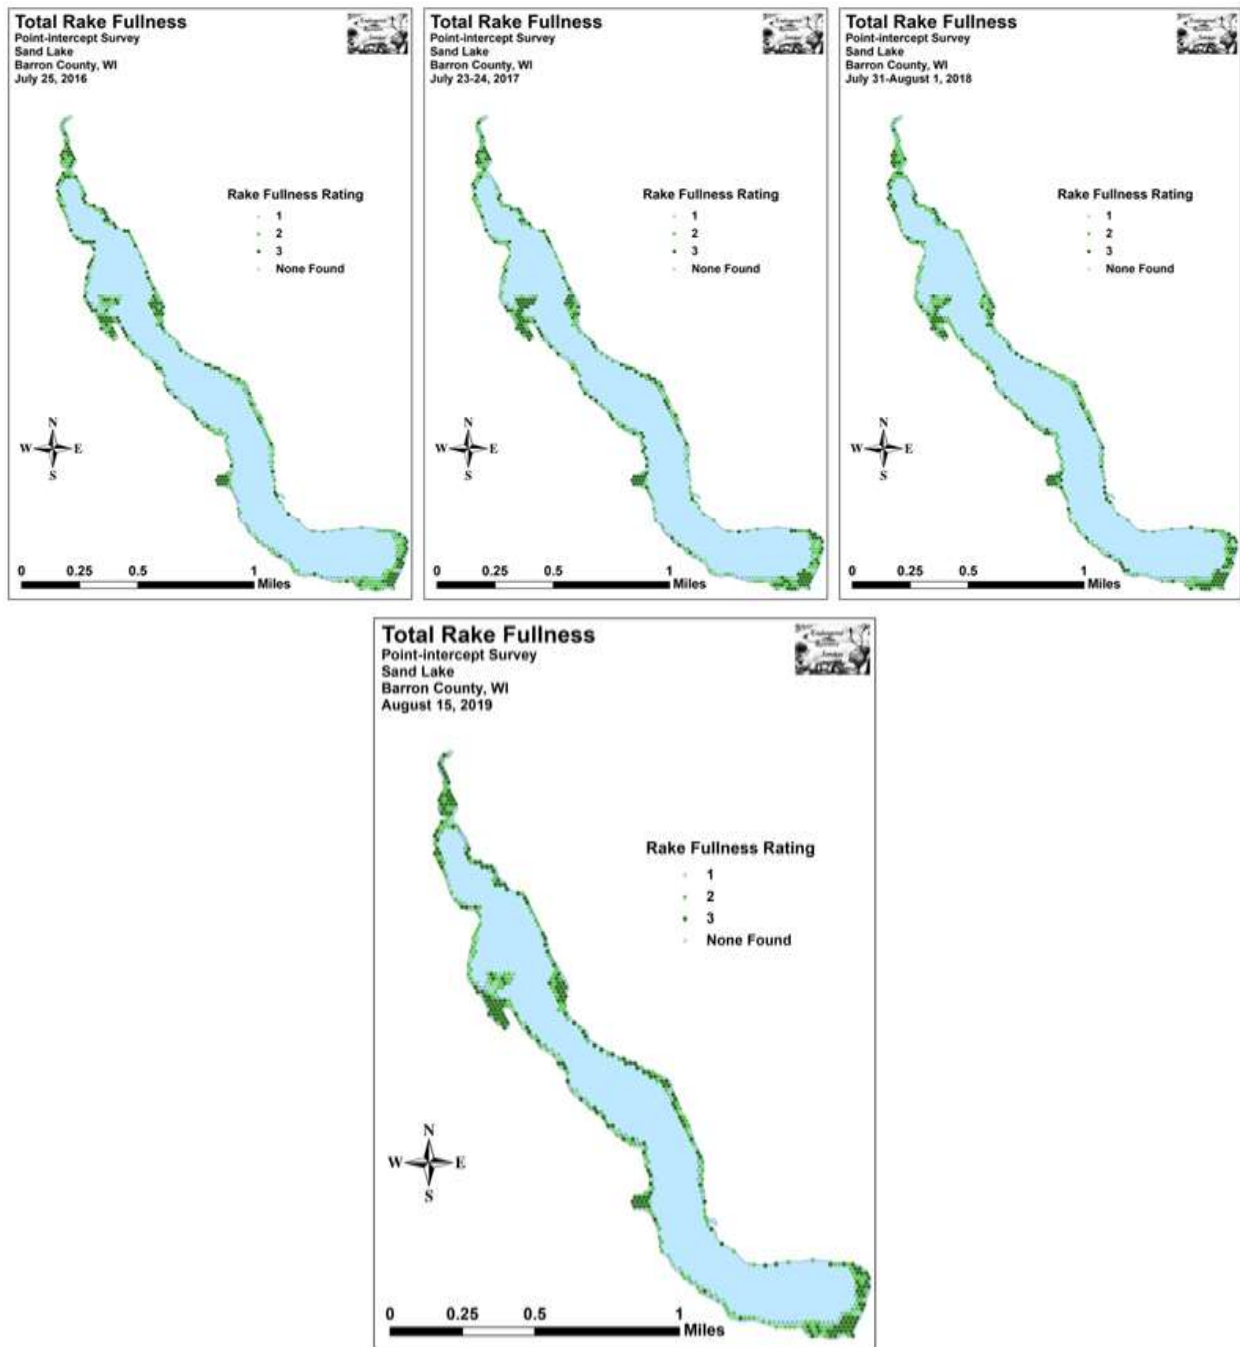 Total Rake Fullness
Point-intercept Survey
Sand Lake
Barron County, WI
July 25, 2016
Rake Fullness Rating
1
2
3
None Found
N
W E
S
0 0.25 0.5 1
Miles
Total Rake Fullness
Point-intercept Survey
Sand Lake
Barron County, WI
July 23-24, 2017
Rake Fullness Rating
1
2
3
None Found
N
W E
S
0 0.25 0.5 1
Miles
Total Rake Fullness
Point-intercept Survey
Sand Lake
Barron County, WI
July 31-August 1, 2018
Rake Fullness Rating
1
2
3
None Found
N
W E
S
0 0.25 0.5 1
Miles
Total Rake Fullness
Point-intercept Survey
Sand Lake
Barron County, WI
August 15, 2019
Rake Fullness Rating
1
2
3
None Found
N
W E
S
0 0.25 0.5 1
Miles